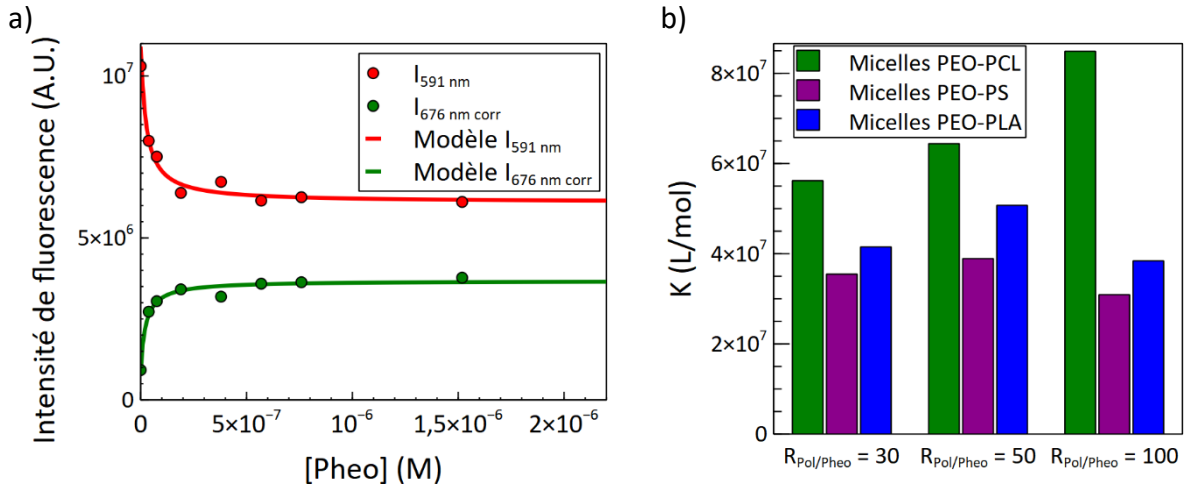 a)
Intensité de fluorescence (A.U.)
10⁷
5×10⁶
0
I₅₉₁ ₙₘ
I₆₇₆ ₙₘ corr
Modèle I₅₉₁ ₙₘ
Modèle I₆₇₆ ₙₘ corr
0 5×10⁻⁷ 10⁻⁶ 1,5×10⁻⁶ 2×10⁻⁶
[Pheo] (M)
b)
K (L/mol)
8×10⁷
6×10⁷
4×10⁷
2×10⁷
0
Micelles PEO-PCL
Micelles PEO-PS
Micelles PEO-PLA
R Pol/Pheo = 30 R Pol/Pheo = 50 R Pol/Pheo = 100